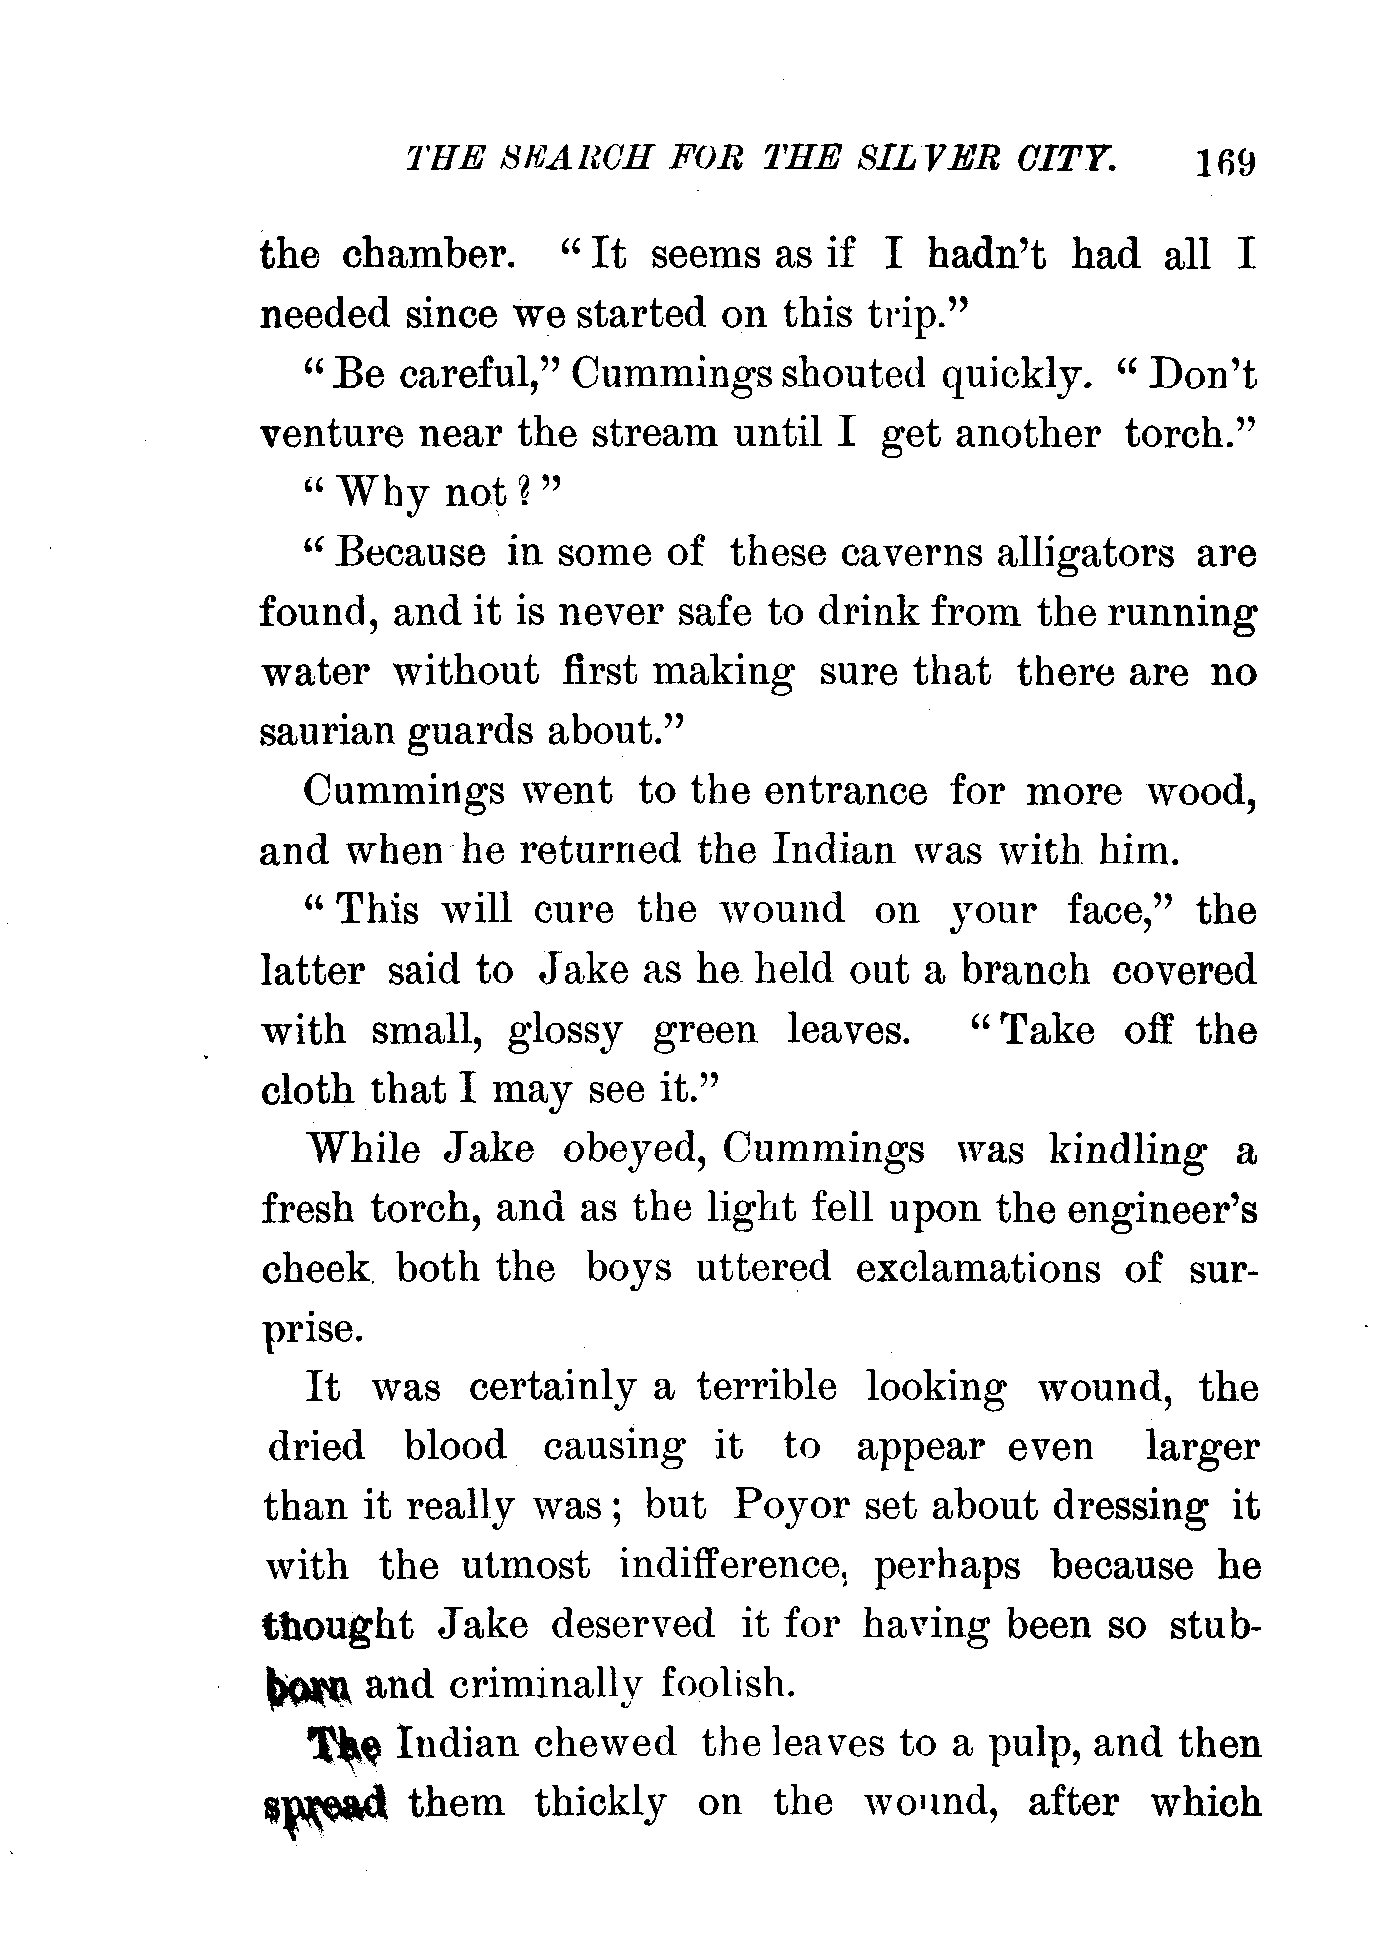 THE SEARCH FOR THE SILVER CITY. 169
the chamber. “It seems as if I hadn’t had all I
needed since we started on this trip.”
“Be careful,” Cummings shouted quickly. “Don’t
venture near the stream until I get another torch.”
“Why not?”
“Because in some of these caverns alligators are
found, and it is never safe to drink from the running
water without first making sure that there are no
saurian guards about.”
Cummings went to the entrance for more wood,
and when he returned the Indian was with him.
“This will cure the wound on your face,” the
latter said to Jake as he held out a branch covered
with small, glossy green leaves. “Take off the
cloth that I may see it.”
While Jake obeyed, Cummings was kindling a
fresh torch, and as the light fell upon the engineer’s
cheek both the boys uttered exclamations of sur-
prise.
It was certainly a terrible looking wound, the
dried blood causing it to appear even larger
than it really was; but Poyor set about dressing it
with the utmost indifference, perhaps because he
thought Jake deserved it for having been so stub-
born and criminally foolish.
The Indian chewed the leaves to a pulp, and then
spread them thickly on the wound, after which